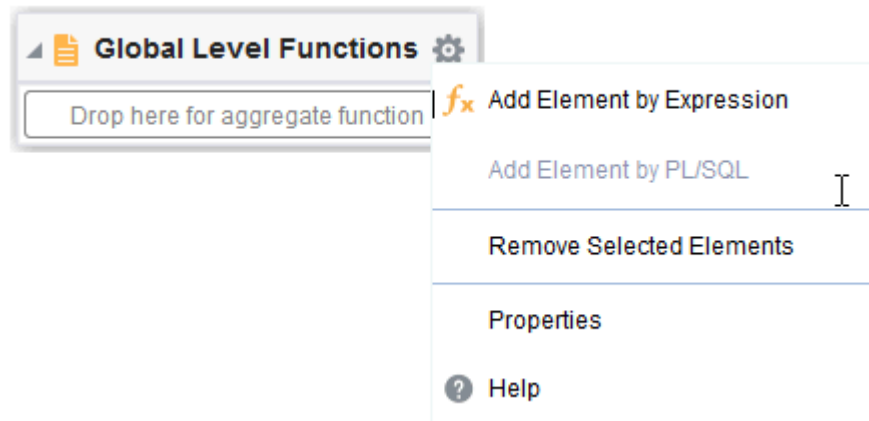 Global Level Functions
Drop here for aggregate function
fx Add Element by Expression
Add Element by PL/SQL
Remove Selected Elements
Properties
? Help